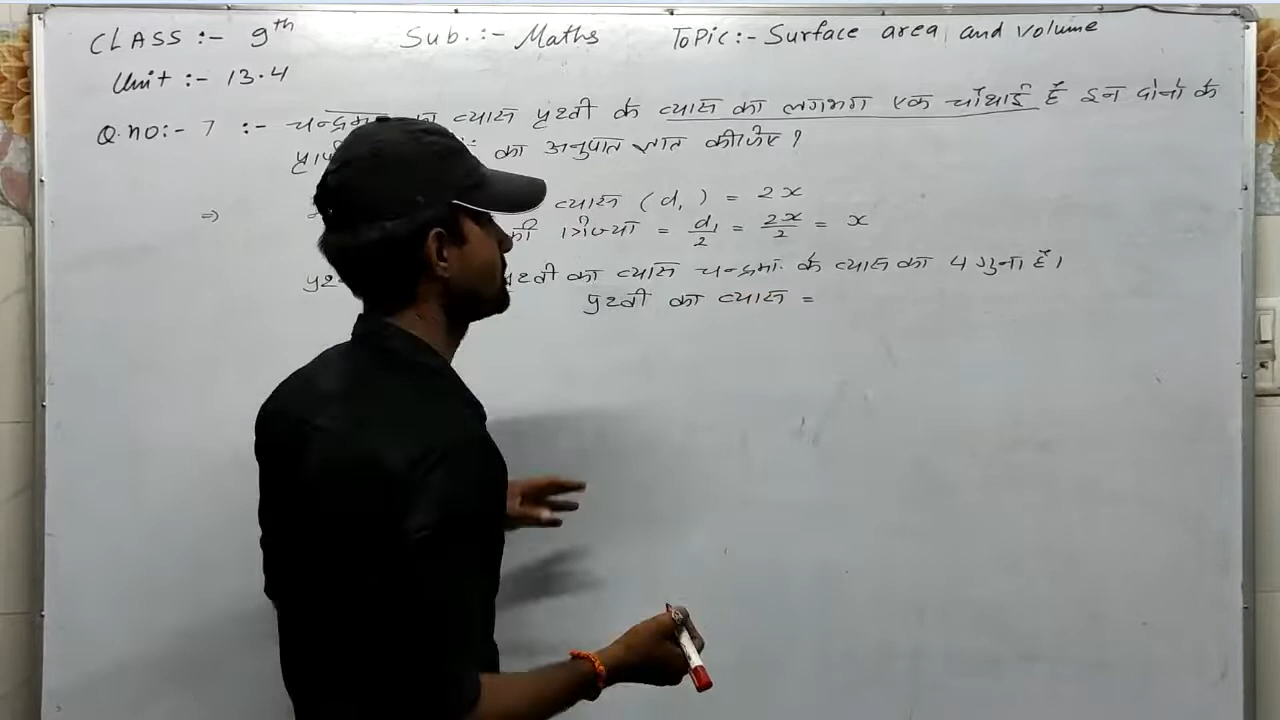 CLASS :- 9th Sub. :- Maths Topic :- Surface area and volume
Unit :- 13.4
Q.no :- 7 :- चन्द्रमा का व्यास पृथ्वी के व्यास का लगभग एक चौथाई है इन दोनों के
का अनुपात ज्ञात कीजिए ?
⇒ व्यास ( d₁ ) = 2x
की त्रिज्या = d₁/2 = 2x/2 = x
पृथ्वी का व्यास चन्द्रमा के व्यास का 4 गुना है।
पृथ्वी का व्यास =